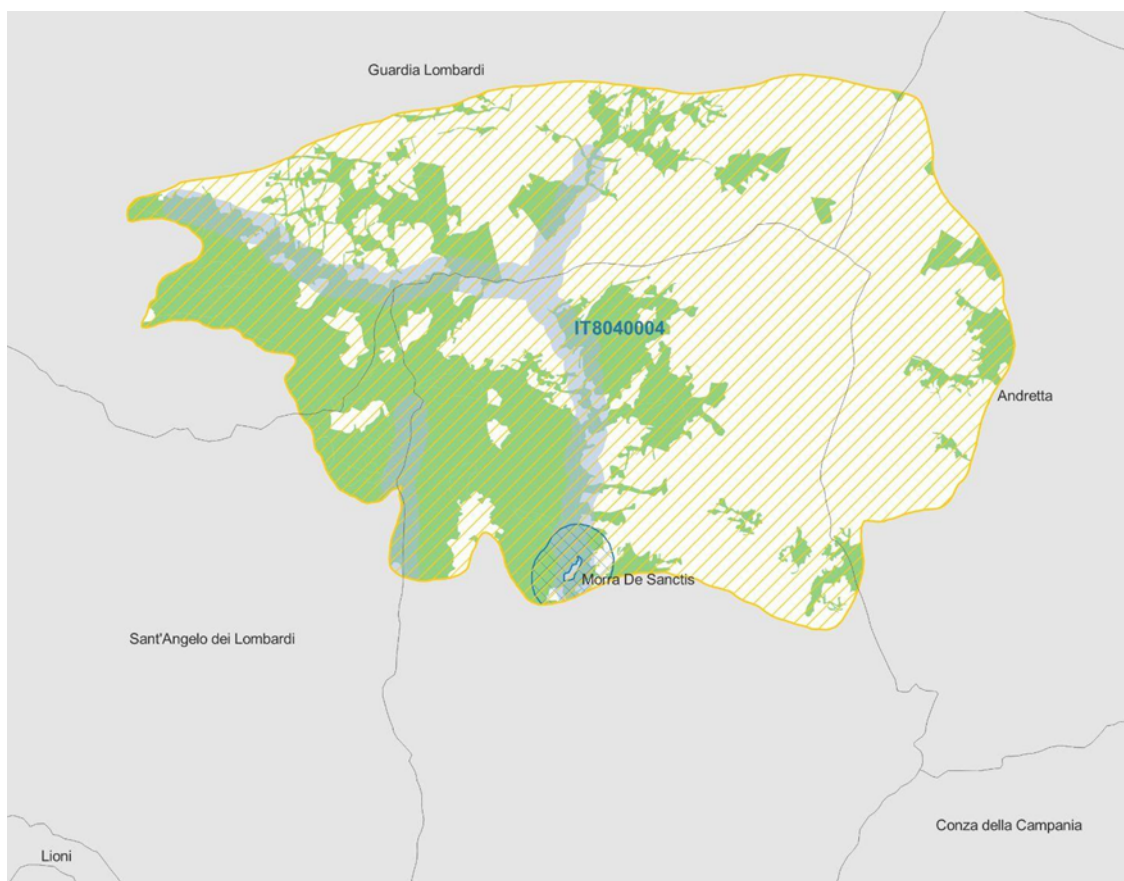 Guardia Lombardi
IT8040004
Andretta
Morra De Sanctis
Sant'Angelo dei Lombardi
Conza della Campania
Lioni